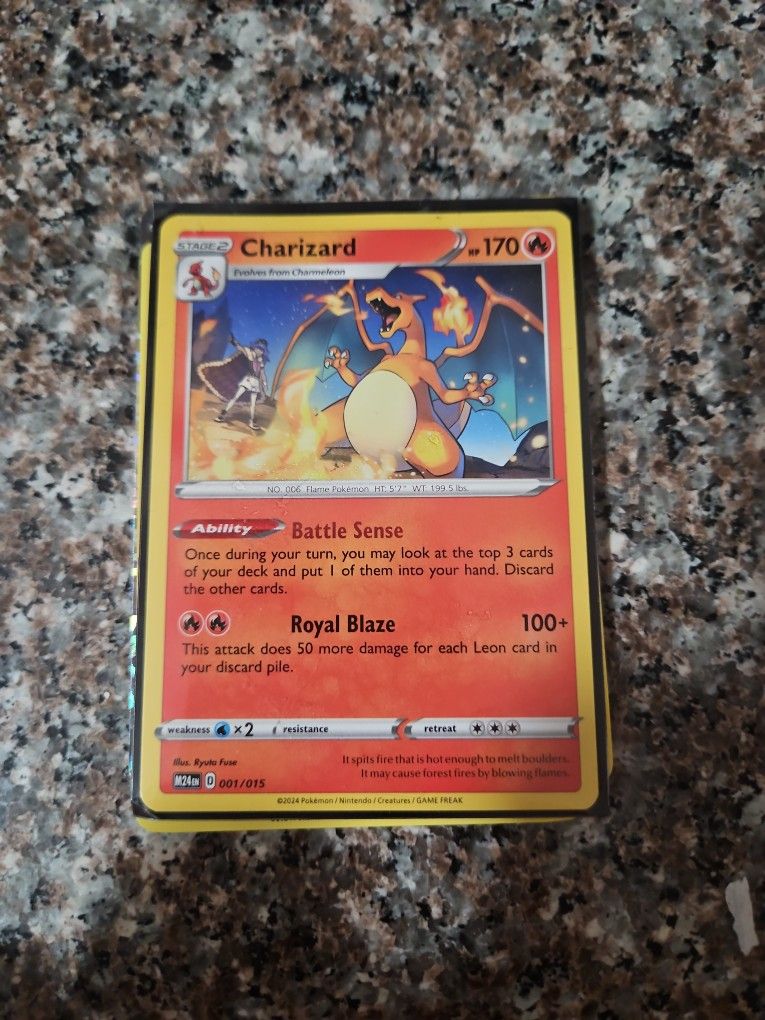 STAGE2 Charizard HP 170
Evolves from Charmeleon
NO. 006 Flame Pokémon HT: 5'7" WT: 199.5 lbs.
Ability Battle Sense
Once during your turn, you may look at the top 3 cards
of your deck and put 1 of them into your hand. Discard
the other cards.
Royal Blaze 100+
This attack does 50 more damage for each Leon card in
your discard pile.
weakness ×2 resistance retreat
Illus. Ryuta Fuse
It spits fire that is hot enough to melt boulders.
It may cause forest fires by blowing flames.
M24 EN D 001/015
©2024 Pokémon / Nintendo / Creatures / GAME FREAK